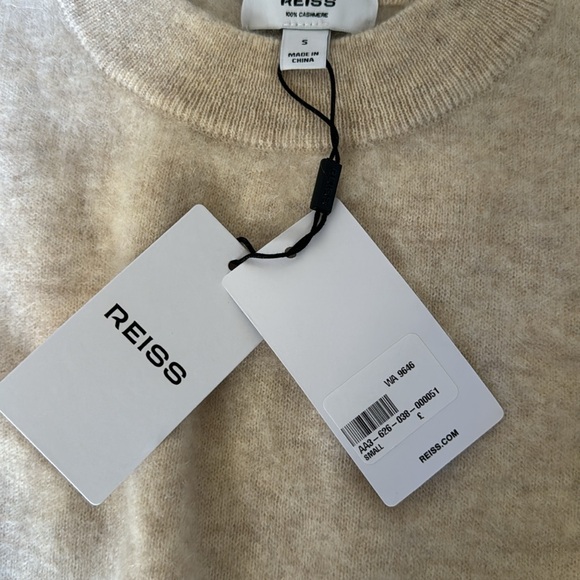 REISS
100% CASHMERE
S
MADE IN
CHINA
REISS
WA 9646
AA3-626-038-000051
SMALL £
REISS.COM